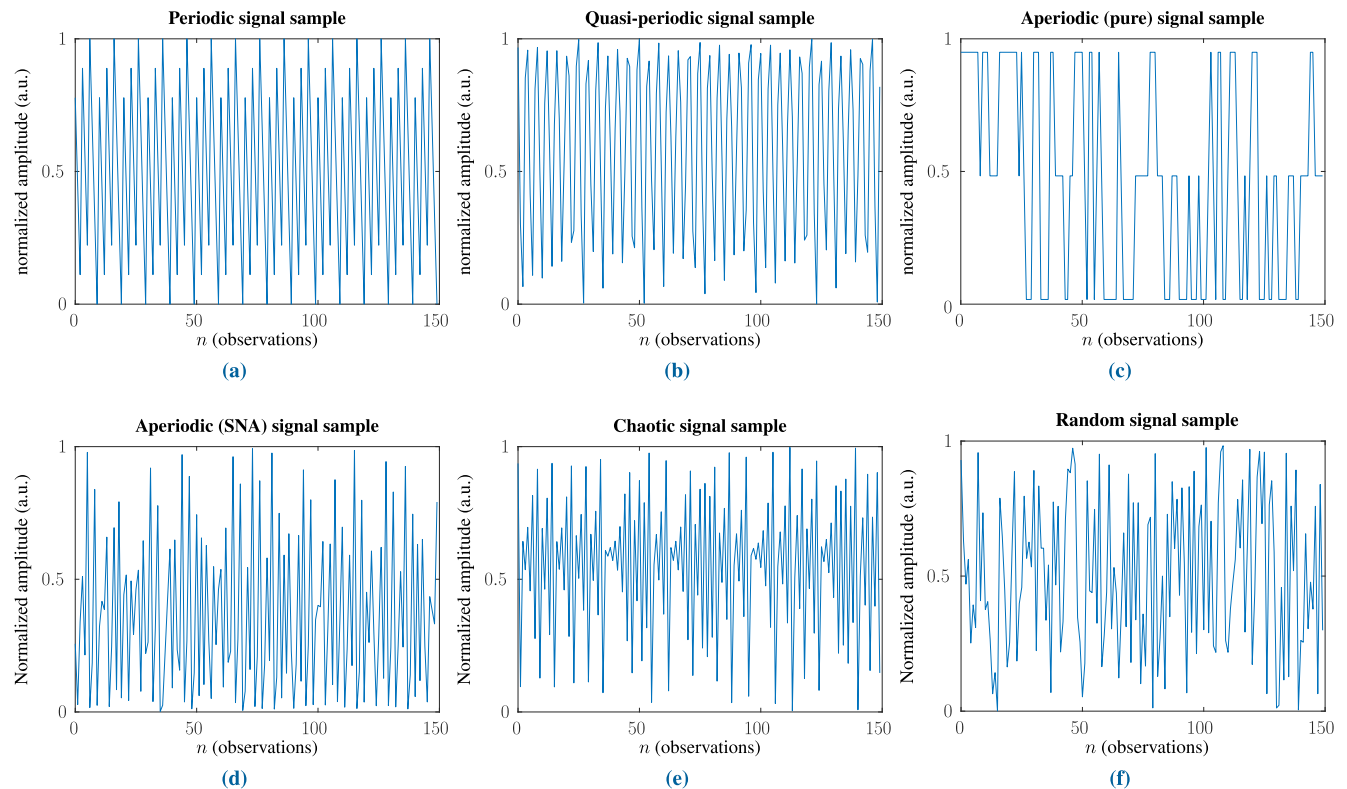 Periodic signal sample
normalized amplitude (a.u.)
1
0.5
0
0
50
100
150
n (observations)
(a)
Quasi-periodic signal sample
normalized amplitude (a.u.)
1
0.5
0
0
50
100
150
n (observations)
(b)
Aperiodic (pure) signal sample
normalized amplitude (a.u.)
1
0.5
0
0
50
100
150
n (observations)
(c)
Aperiodic (SNA) signal sample
Normalized amplitude (a.u.)
1
0.5
0
0
50
100
150
n (observations)
(d)
Chaotic signal sample
Normalized amplitude (a.u.)
1
0.5
0
0
50
100
150
n (observations)
(e)
Random signal sample
Normalized amplitude (a.u.)
1
0.5
0
0
50
100
150
n (observations)
(f)